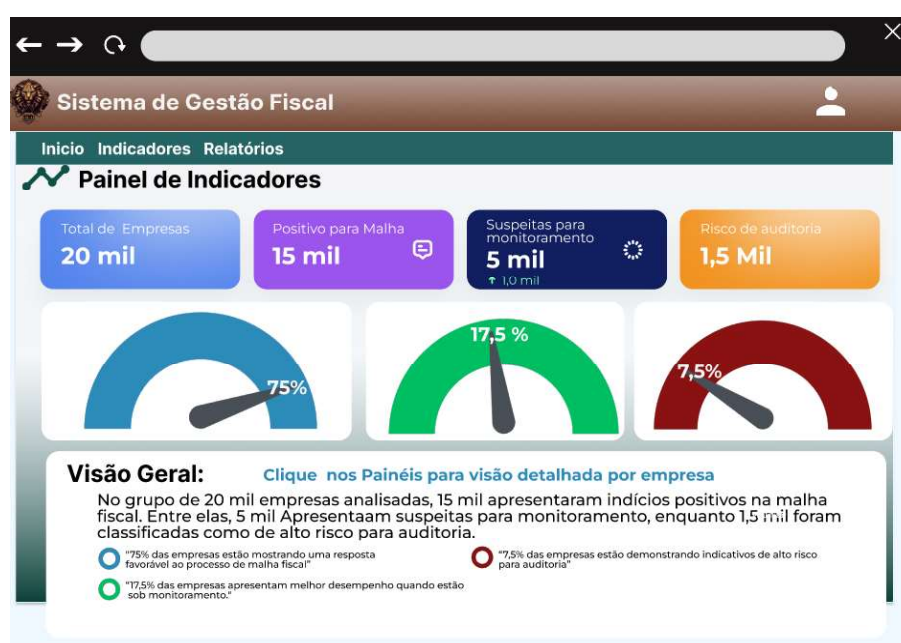 Sistema de Gestão Fiscal
Inicio Indicadores Relatórios
Painel de Indicadores
Total de Empresas
20 mil
Positivo para Malha
15 mil
Suspeitas para
monitoramento
5 mil
↑ 1,0 mil
Risco de auditoria
1,5 Mil
75%
17,5 %
7,5%
Visão Geral:
Clique nos Painéis para visão detalhada por empresa
No grupo de 20 mil empresas analisadas, 15 mil apresentaram indícios positivos na malha
fiscal. Entre elas, 5 mil Apresentaam suspeitas para monitoramento, enquanto 1,5 mil foram
classificadas como de alto risco para auditoria.
"75% das empresas estão mostrando uma resposta
favorável ao processo de malha fiscal"
"7,5% das empresas estão demonstrando indicativos de alto risco
para auditoria"
"17,5% das empresas apresentam melhor desempenho quando estão
sob monitoramento."